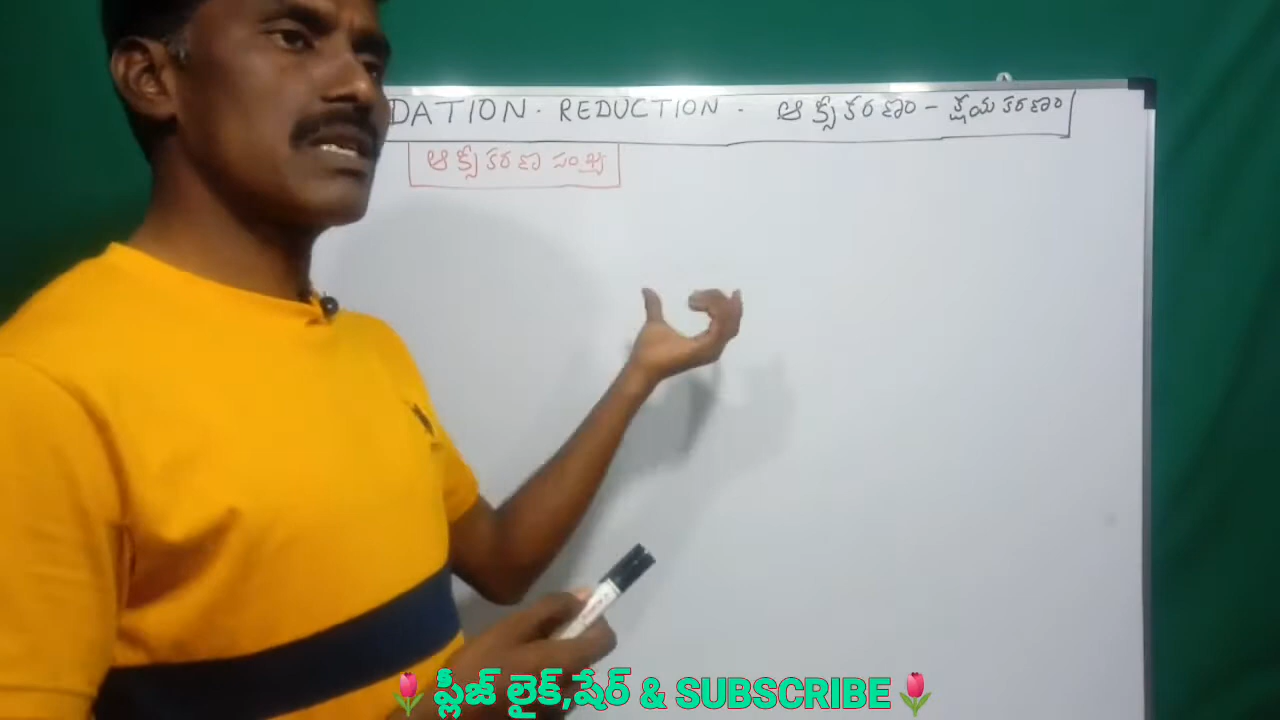 DATION. REDUCTION - ఆక్సీకరణం - క్షయకరణం
ఆక్సీకరణ సంఖ్య
🌷ప్లీజ్ లైక్,షేర్ & SUBSCRIBE🌷